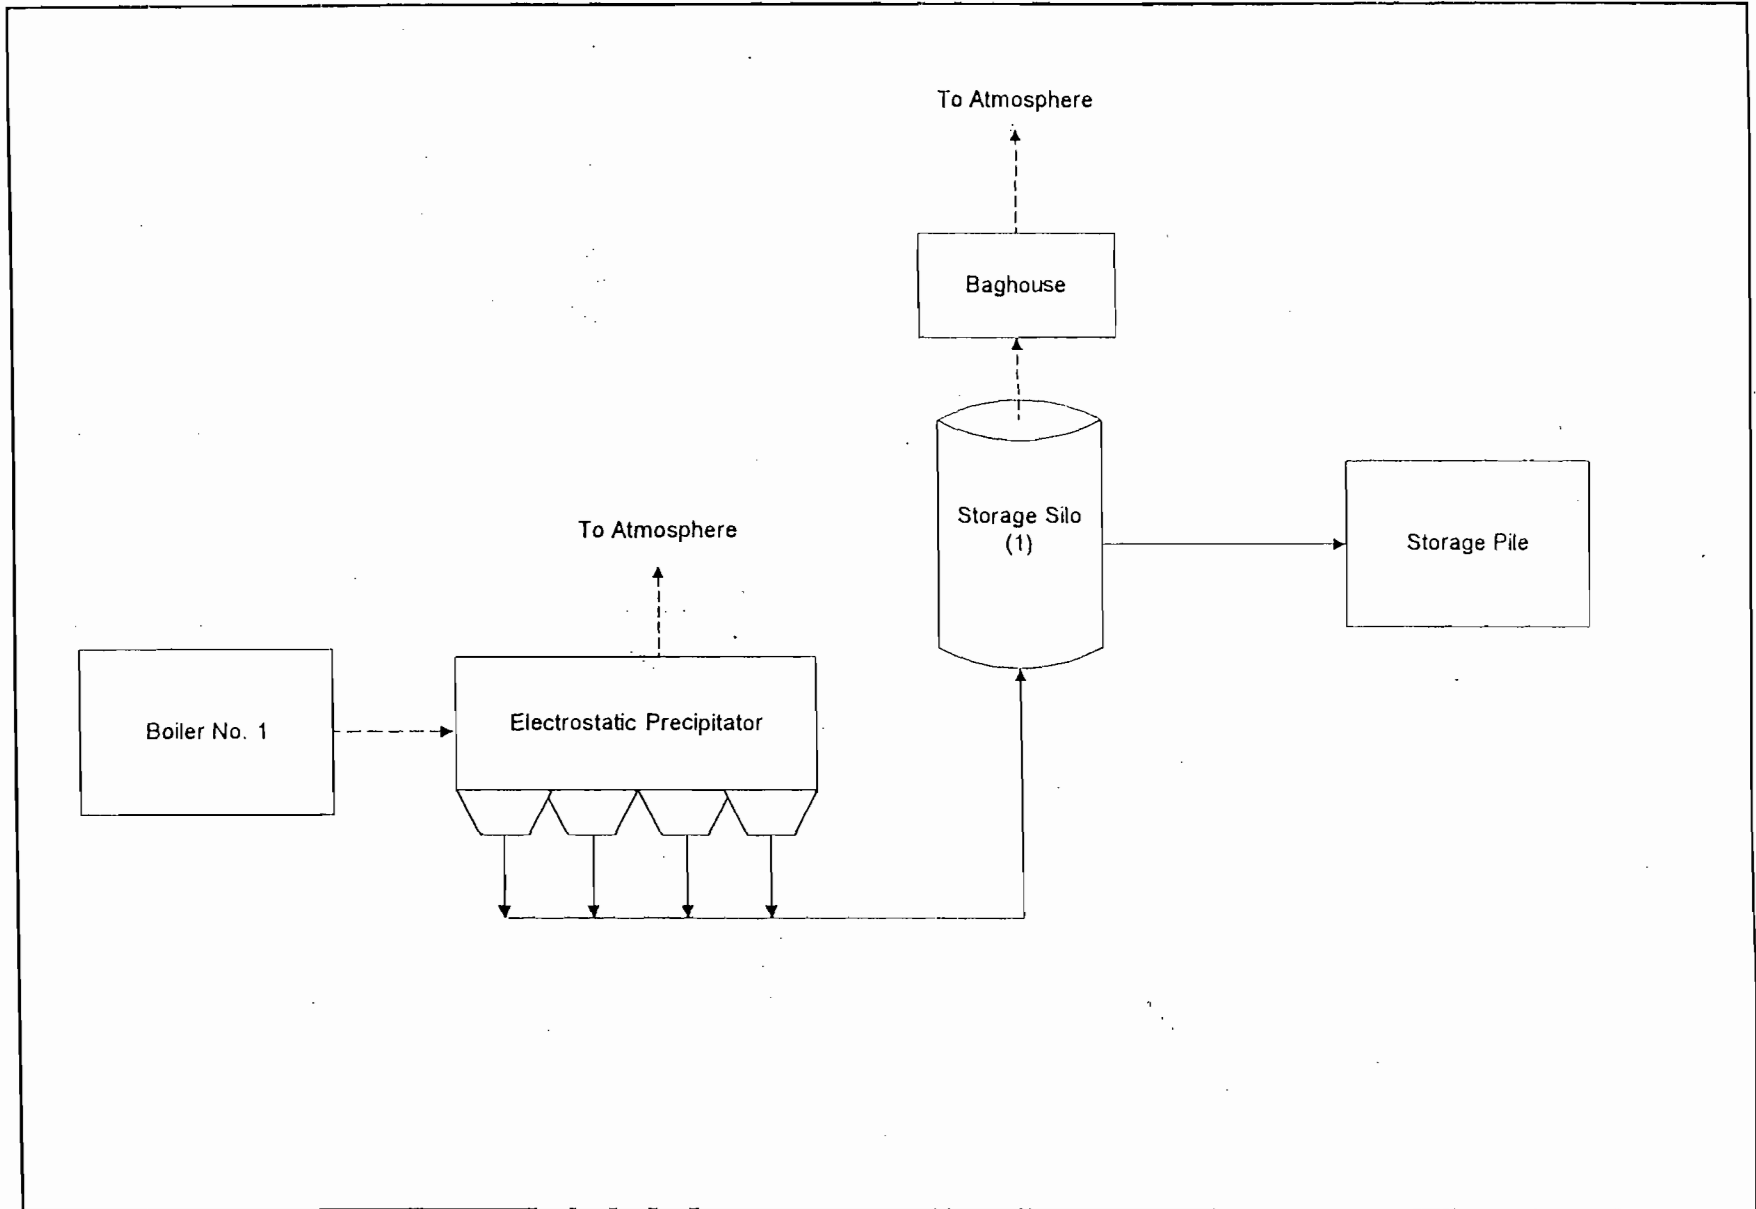 To Atmosphere
Baghouse
Storage Silo
(1)
Storage Pile
To Atmosphere
Boiler No. 1
Electrostatic Precipitator